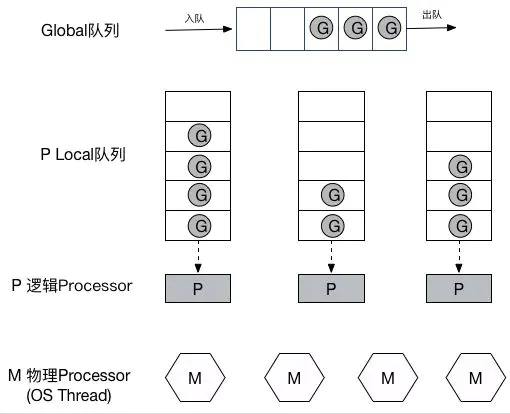 入队
出队
Global队列
G G G
P Local队列
G
G G
G G G
G G G
P 逻辑Processor
P P P
M 物理Processor
(OS Thread)
M M M M